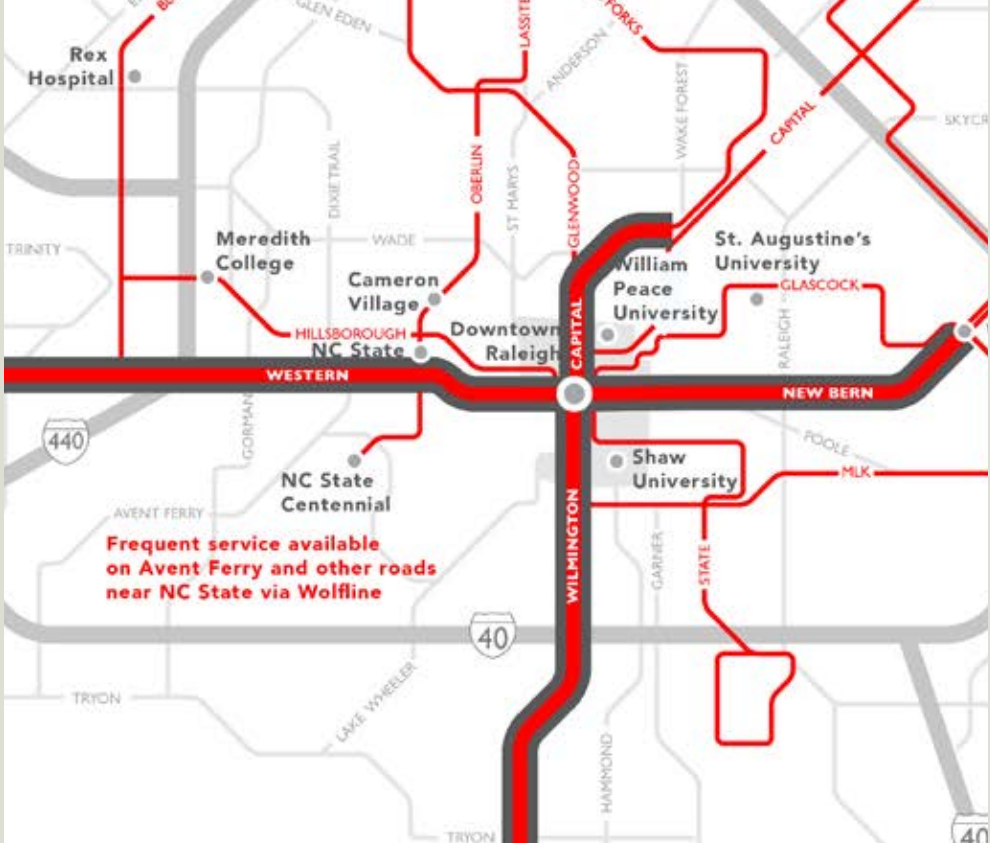 GLEN EDEN
LASSITE
FORKS
ANDERSON
Rex
Hospital
WAKE FOREST
CAPITAL
SKYCR
DIXIE TRAIL
OBERLIN
ST MARYS
GLENWOOD
TRINITY
Meredith
College
WADE
St. Augustine's
University
Cameron
Village
William
Peace
University
GLASCOCK
HILLSBOROUGH
NC State
Downtown
Raleigh
CAPITAL
RALEIGH
WESTERN
NEW BERN
440
GORMAN
POOLE
NC State
Centennial
Shaw
University
MLK
AVENT FERRY
Frequent service available
on Avent Ferry and other roads
near NC State via Wolfline
WILMINGTON
GARNER
STATE
40
TRYON
LAKE WHEELER
HAMMOND
TRYON
40